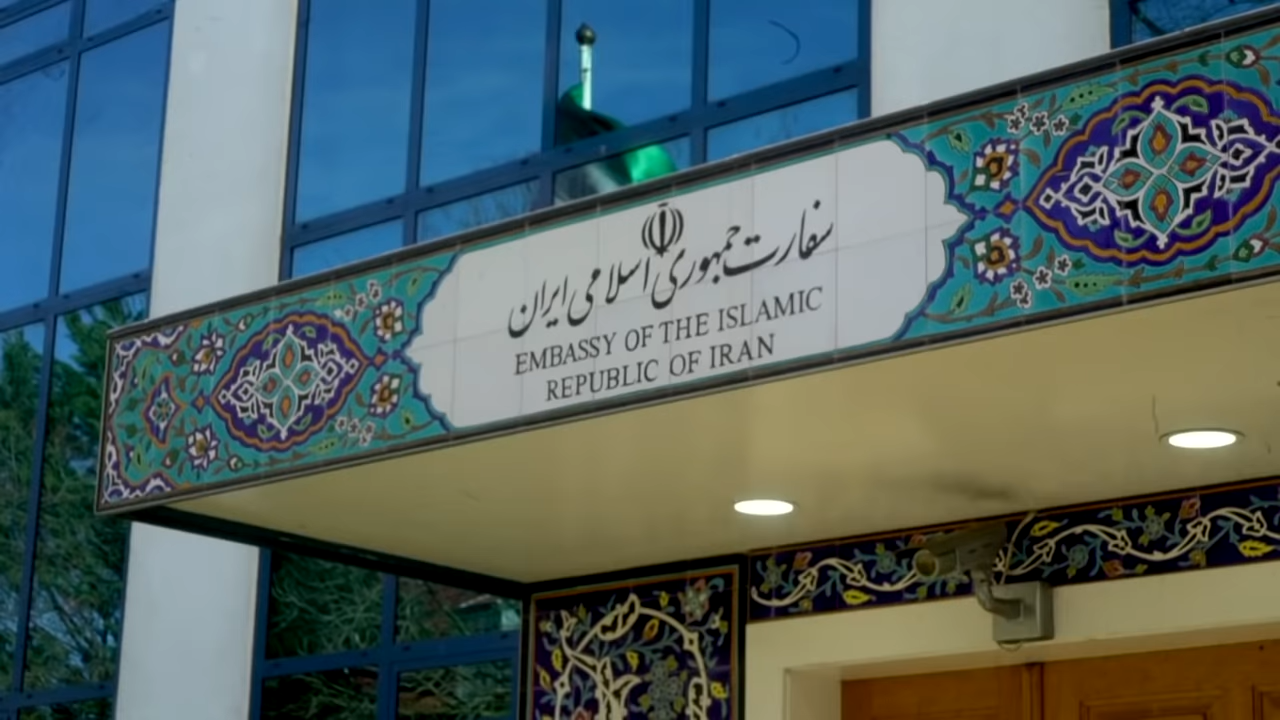 سفارت جمهوری اسلامی ایران
EMBASSY OF THE ISLAMIC
REPUBLIC OF IRAN